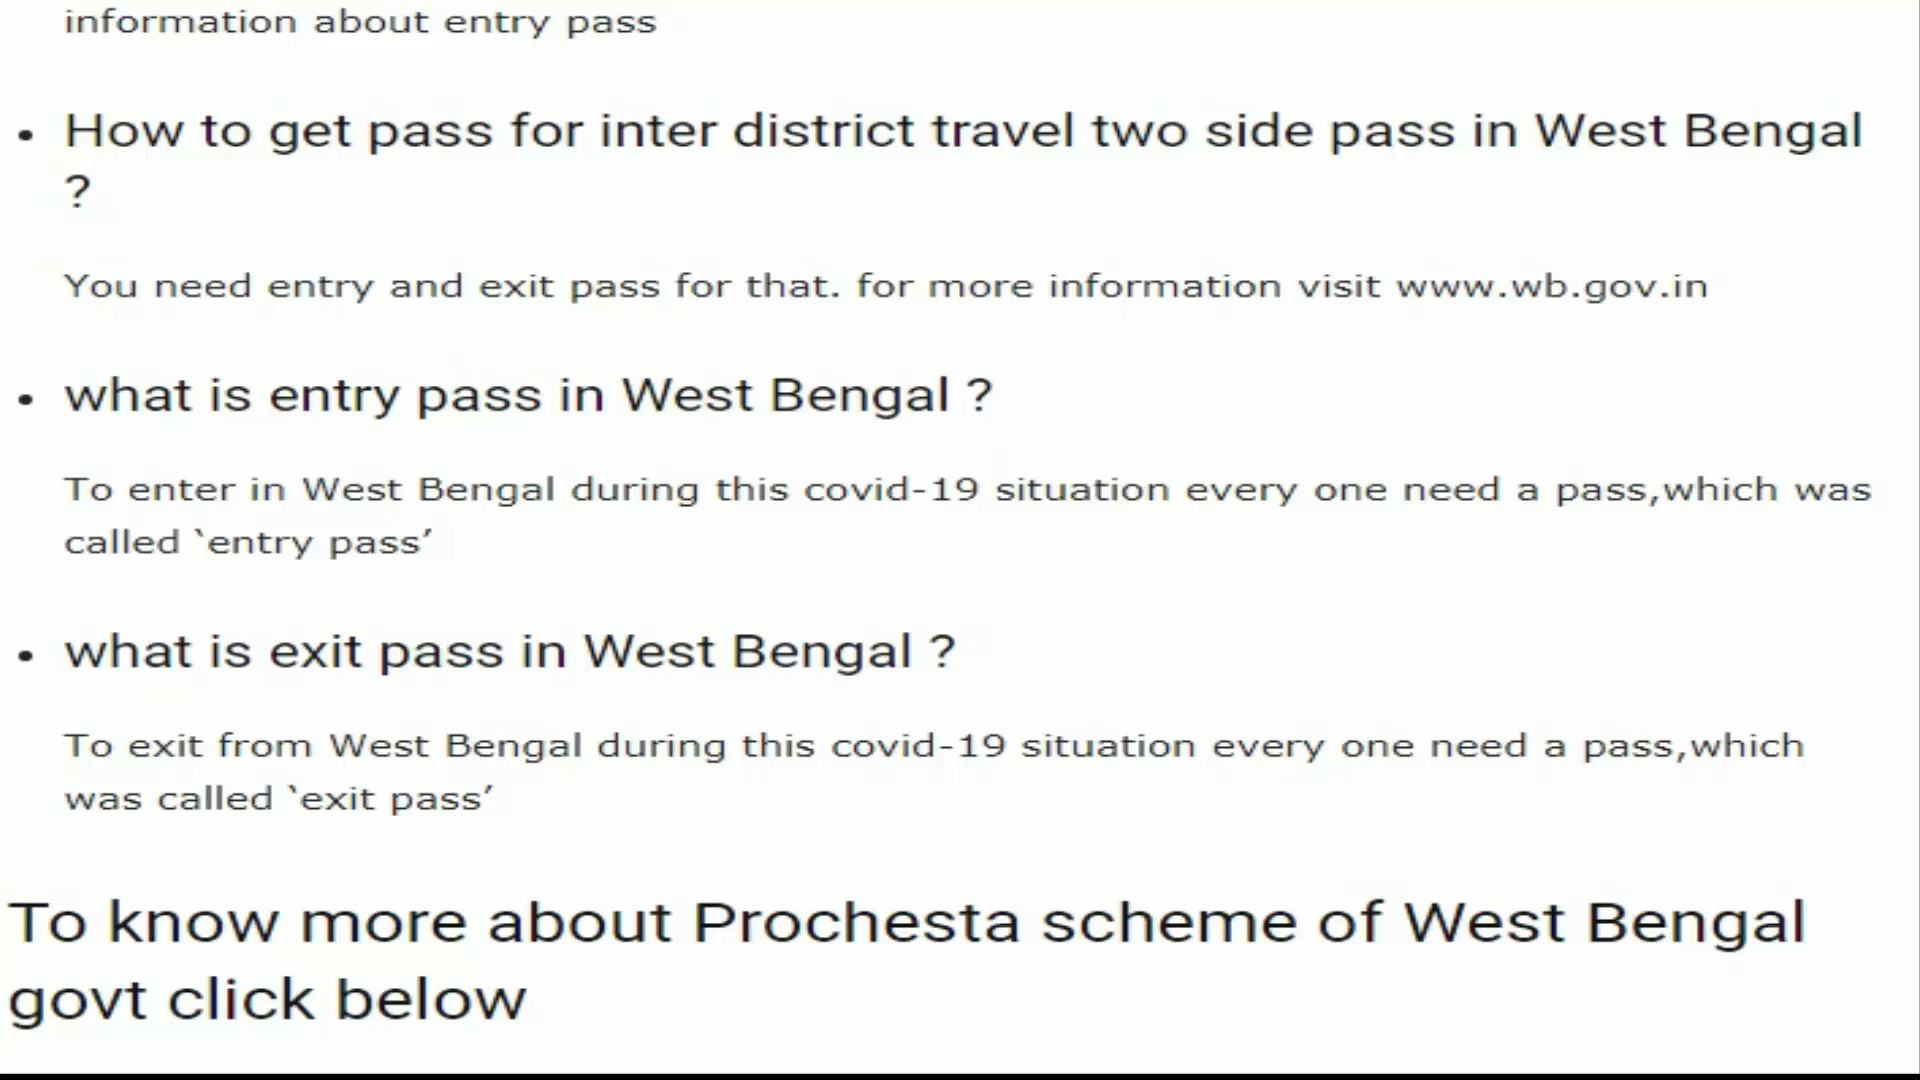 information about entry pass
• How to get pass for inter district travel two side pass in West Bengal
?
You need entry and exit pass for that. for more information visit www.wb.gov.in
• what is entry pass in West Bengal ?
To enter in West Bengal during this covid-19 situation every one need a pass,which was
called ‵entry pass′
• what is exit pass in West Bengal ?
To exit from West Bengal during this covid-19 situation every one need a pass,which
was called ‵exit pass′
To know more about Prochesta scheme of West Bengal
govt click below